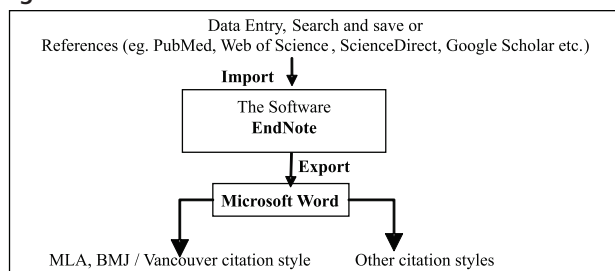 Data Entry, Search and save or
References (eg. PubMed, Web of Science, ScienceDirect, Google Scholar etc.)
Import
The Software
EndNote
Export
Microsoft Word
MLA, BMJ / Vancouver citation style Other citation styles